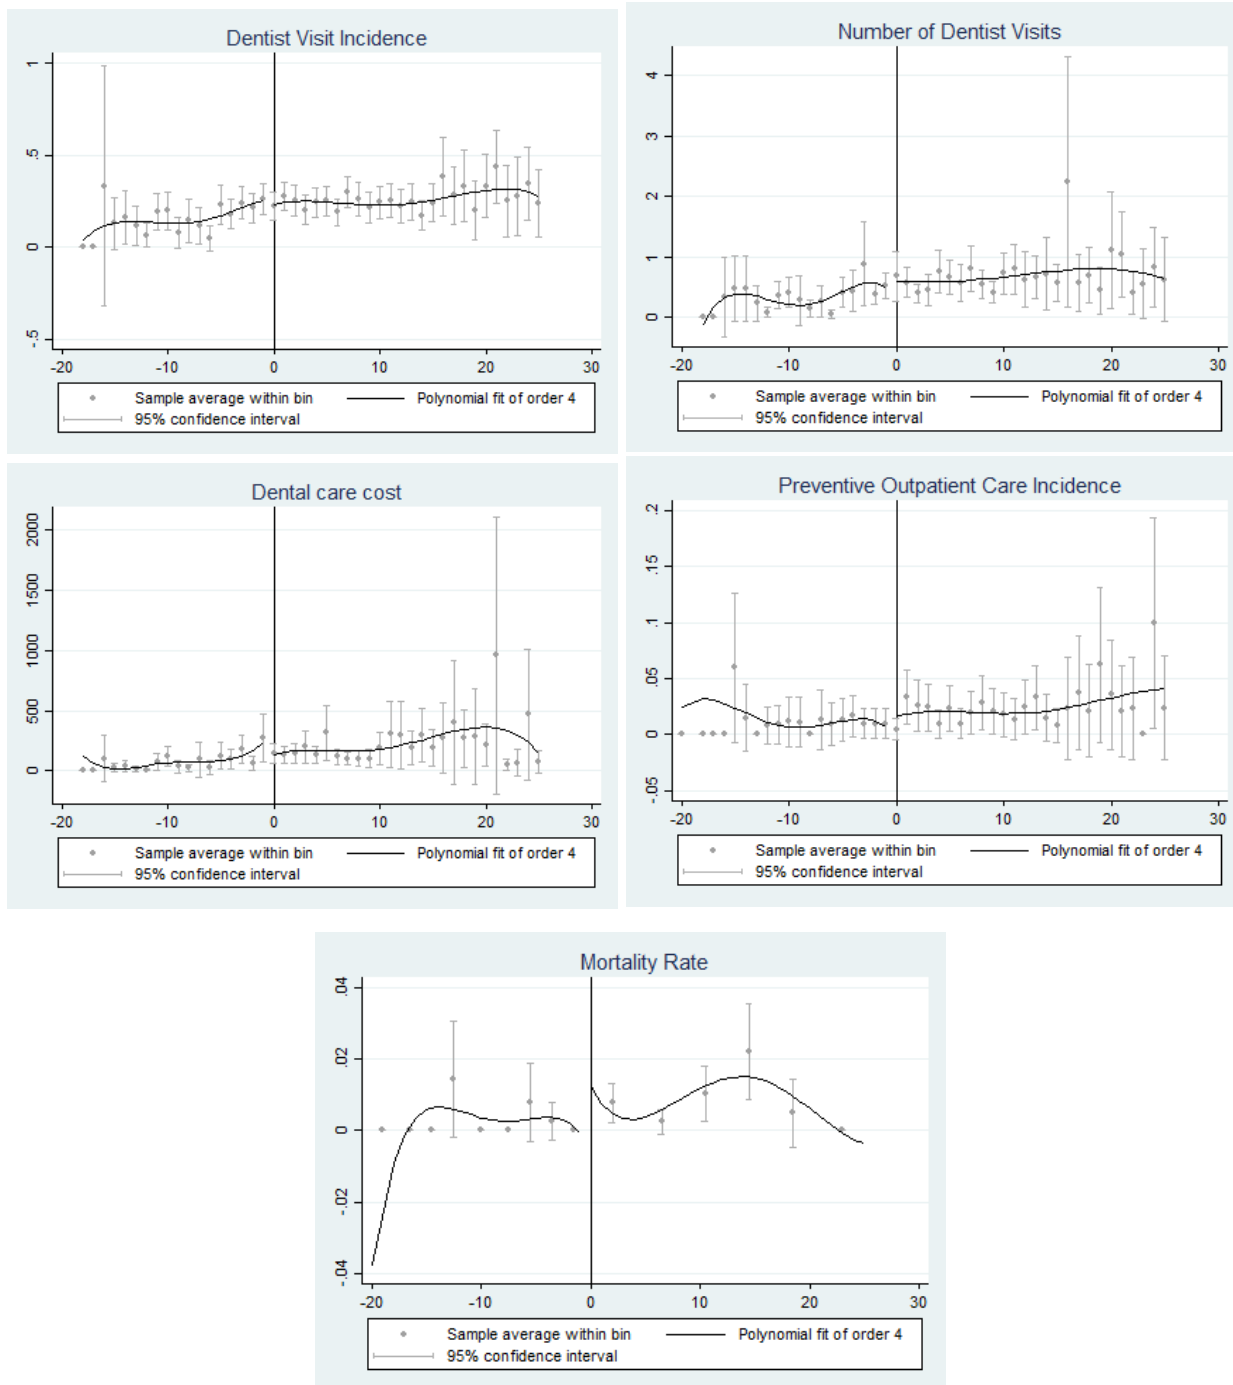 Dentist Visit Incidence
1
.5
0
-.5
-20 -10 0 10 20 30
Sample average within bin Polynomial fit of order 4
95% confidence interval
Number of Dentist Visits
4
3
2
1
0
-20 -10 0 10 20 30
Sample average within bin Polynomial fit of order 4
95% confidence interval
Dental care cost
2000
1500
1000
500
0
-20 -10 0 10 20 30
Sample average within bin Polynomial fit of order 4
95% confidence interval
Preventive Outpatient Care Incidence
.2
.15
.1
.05
0
-.05
-20 -10 0 10 20 30
Sample average within bin Polynomial fit of order 4
95% confidence interval
Mortality Rate
.04
.02
0
-.02
-.04
-20 -10 0 10 20 30
Sample average within bin Polynomial fit of order 4
95% confidence interval